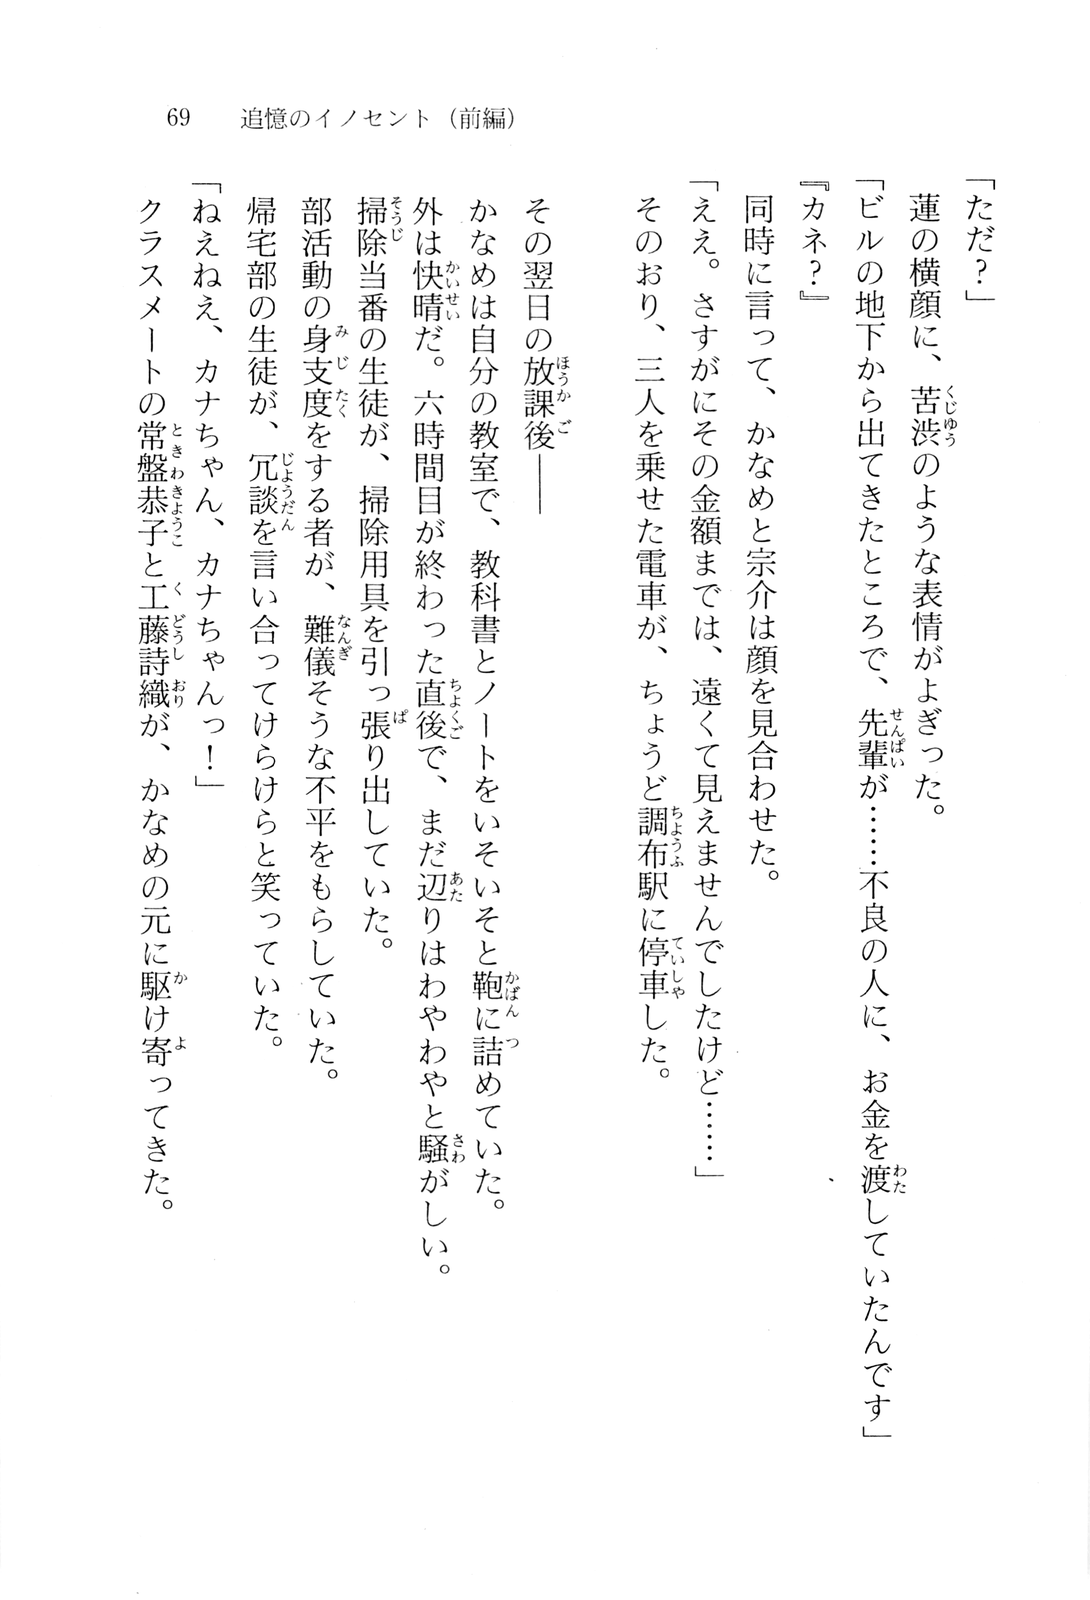 69　追憶のイノセント（前編）
「ただ？」
　蓮の横顔に、苦渋のような表情がよぎった。
「ビルの地下から出てきたところで、先輩が……不良の人に、お金を渡していたんです」
『カネ？』
　同時に言って、かなめと宗介は顔を見合わせた。
「ええ。さすがにその金額までは、遠くて見えませんでしたけど……」
　そのおり、三人を乗せた電車が、ちょうど調布駅に停車した。
　その翌日の放課後――
　かなめは自分の教室で、教科書とノートをいそいそと鞄に詰めていた。
　外は快晴だ。六時間目が終わった直後で、まだ辺りはわやわやと騒がしい。
　掃除当番の生徒が、掃除用具を引っ張り出していた。
　部活動の身支度をする者が、難儀そうな不平をもらしていた。
　帰宅部の生徒が、冗談を言い合ってけらけらと笑っていた。
「ねえねえ、カナちゃん、カナちゃんっ！」
　クラスメートの常盤恭子と工藤詩織が、かなめの元に駆け寄ってきた。